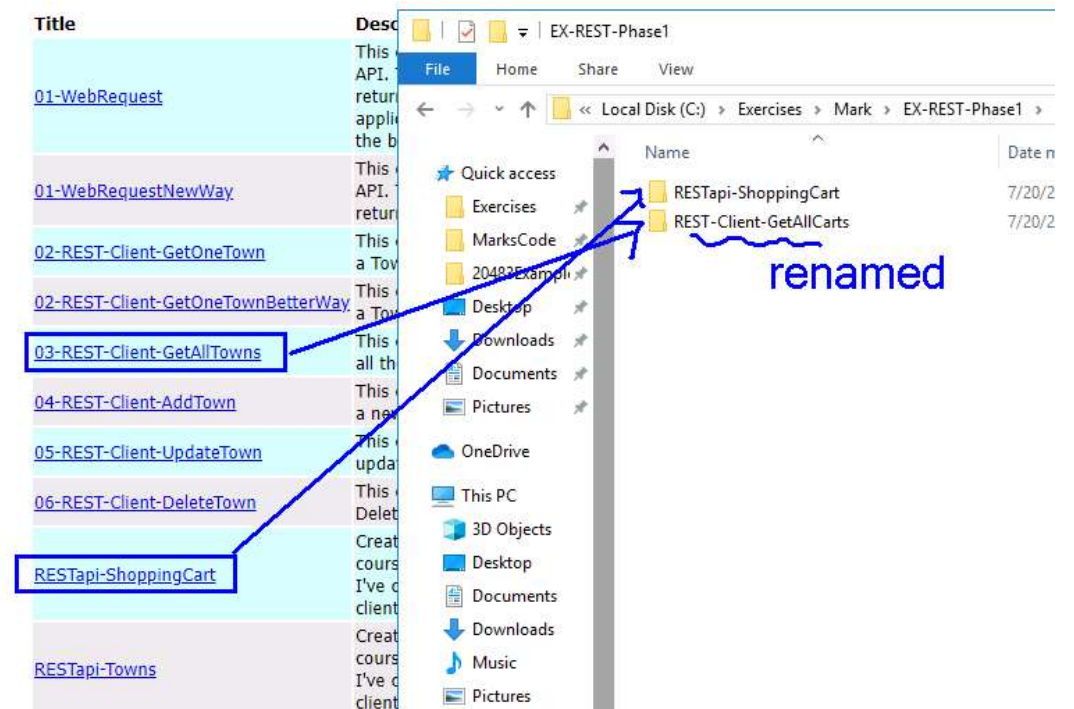 Title
Desc
01-WebRequest
This
API.
return
applic
the b
01-WebRequestNewWay
This
API.
return
02-REST-Client-GetOneTown
This
a Tow
02-REST-Client-GetOneTownBetterWay
This
a Tow
03-REST-Client-GetAllTowns
This
all th
04-REST-Client-AddTown
This
a new
05-REST-Client-UpdateTown
This
updat
06-REST-Client-DeleteTown
This
Delet
RESTapi-ShoppingCart
Creat
cours
I've c
client
RESTapi-Towns
Creat
cours
I've c
client
EX-REST-Phase1
File Home Share View
« Local Disk (C:) › Exercises › Mark › EX-REST-Phase1 ›
Name Date m
Quick access
Exercises
MarksCode
20483Example
Desktop
Downloads
Documents
Pictures
OneDrive
This PC
3D Objects
Desktop
Documents
Downloads
Music
Pictures
RESTapi-ShoppingCart 7/20/2
REST-Client-GetAllCarts 7/20/2
renamed